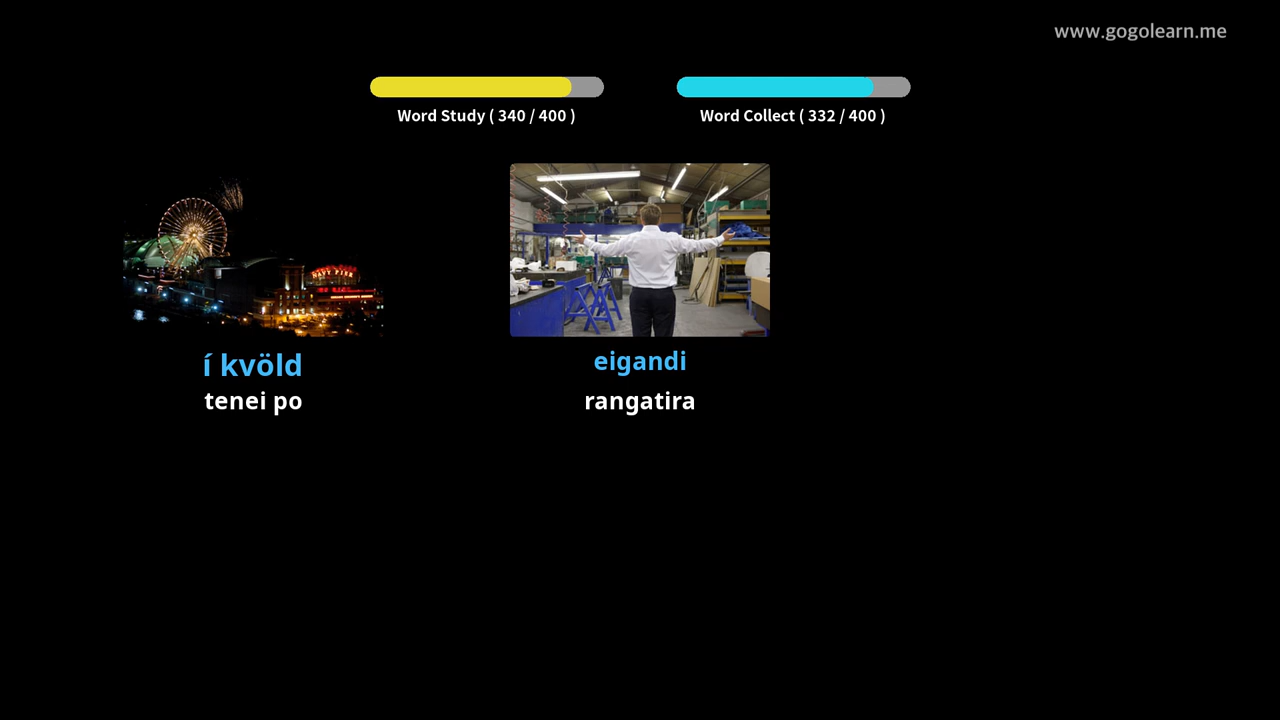 www.gogolearn.me
Word Study ( 340 / 400 )
Word Collect ( 332 / 400 )
í kvöld
tenei po
eigandi
rangatira